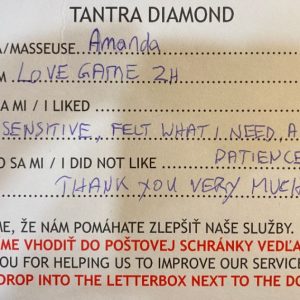 TANTRA DIAMOND
A/MASSEUSE Amanda
M LOVE GAME 2H
A MI / I LIKED
SENSITIVE, FELT WHAT I NEED, A
O SA MI / I DID NOT LIKE PATIENCE
THANK YOU VERY MUCH
ME, ŽE NÁM POMÁHATE ZLEPŠIŤ NAŠE SLUŽBY.
ME VHODIŤ DO POŠTOVEJ SCHRÁNKY VEDĽA
YOU FOR HELPING US TO IMPROVE OUR SERVICE
DROP INTO THE LETTERBOX NEXT TO THE DO